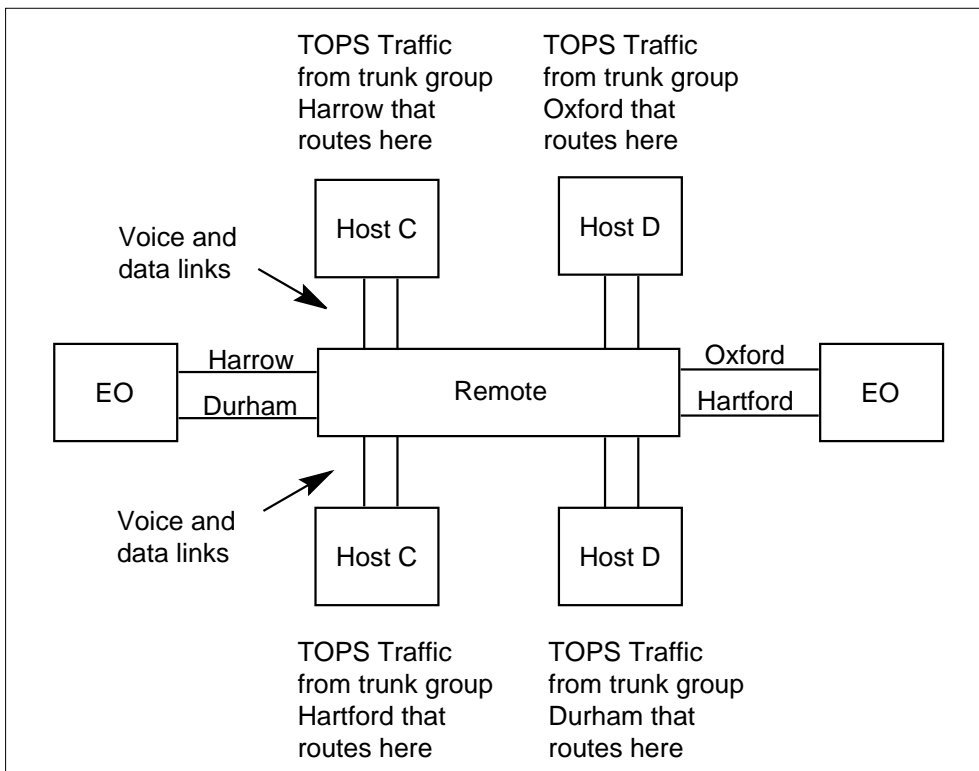 TOPS Traffic
from trunk group
Harrow that
routes here
TOPS Traffic
from trunk group
Oxford that
routes here
Host C
Host D
Voice and
data links
EO
Harrow
Durham
Remote
Oxford
Hartford
EO
Voice and
data links
Host C
Host D
TOPS Traffic
from trunk group
Hartford that
routes here
TOPS Traffic
from trunk group
Durham that
routes here